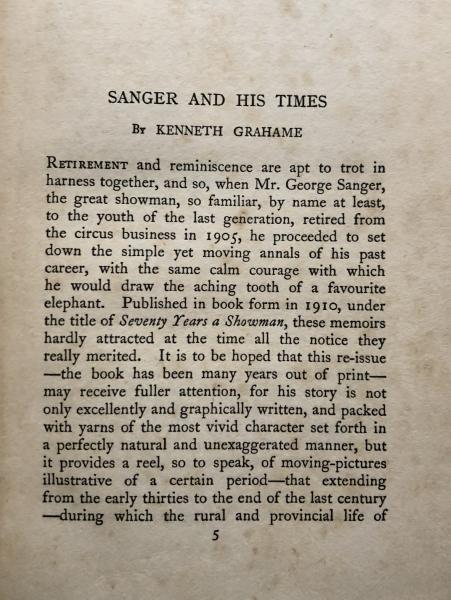 SANGER AND HIS TIMES
By KENNETH GRAHAME
RETIREMENT and reminiscence are apt to trot in
harness together, and so, when Mr. George Sanger,
the great showman, so familiar, by name at least,
to the youth of the last generation, retired from
the circus business in 1905, he proceeded to set
down the simple yet moving annals of his past
career, with the same calm courage with which
he would draw the aching tooth of a favourite
elephant. Published in book form in 1910, under
the title of Seventy Years a Showman, these memoirs
hardly attracted at the time all the notice they
really merited. It is to be hoped that this re-issue
—the book has been many years out of print—
may receive fuller attention, for his story is not
only excellently and graphically written, and packed
with yarns of the most vivid character set forth in
a perfectly natural and unexaggerated manner, but
it provides a reel, so to speak, of moving-pictures
illustrative of a certain period—that extending
from the early thirties to the end of the last century
—during which the rural and provincial life of
5